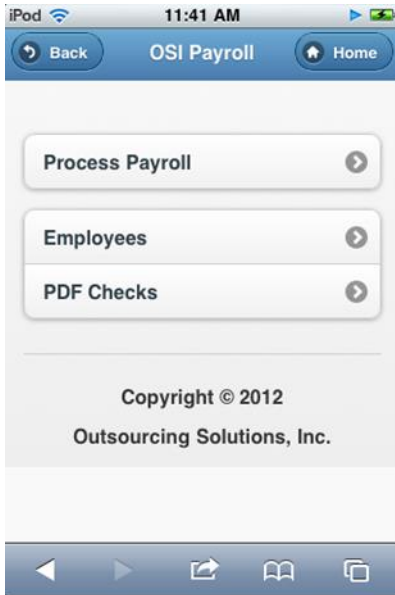 iPod 11:41 AM
Back OSI Payroll Home
Process Payroll
Employees
PDF Checks
Copyright © 2012
Outsourcing Solutions, Inc.